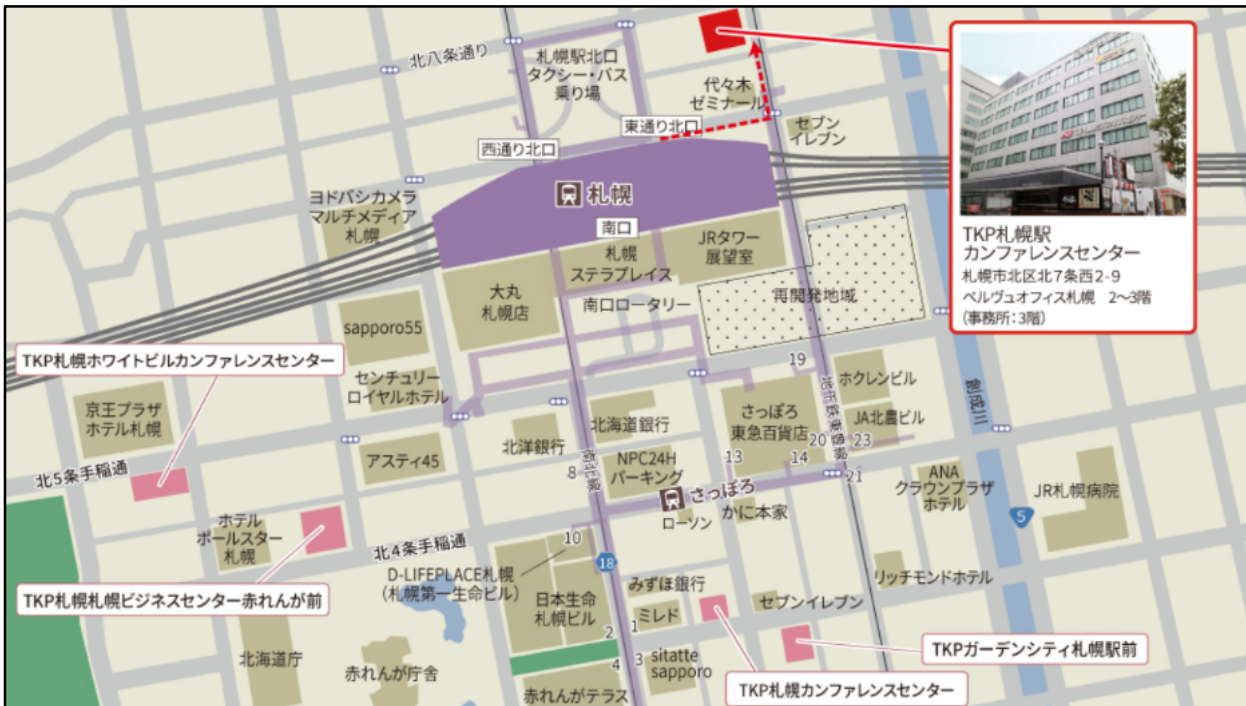 北八条通り
札幌駅北口
タクシー・バス
乗り場
代々木
ゼミナール
東通り北口
セブン
イレブン
西通り北口
ヨドバシカメラ
マルチメディア
札幌
札幌
南口
札幌
ステラプレイス
JRタワー
展望室
大丸
札幌店
南口ロータリー
再開発地域
sapporo55
TKP札幌駅
カンファレンスセンター
札幌市北区北7条西2-9
ベルヴュオフィス札幌 2〜3階
(事務所:3階)
TKP札幌ホワイトビルカンファレンスセンター
センチュリー
ロイヤルホテル
19
ホクレンビル
地下鉄東豊線
創成川
京王プラザ
ホテル札幌
北洋銀行
北海道銀行
さっぽろ
東急百貨店
JA北農ビル
20
23
アスティ45
8
南北線
NPC24H
パーキング
13
14
21
北5条手稲通
さっぽろ
ANA
クラウンプラザ
ホテル
JR札幌病院
5
ローソン
かに本家
ホテル
ポールスター
札幌
北4条手稲通
10
18
D-LIFEPLACE札幌
(札幌第一生命ビル)
リッチモンドホテル
TKP札幌札幌ビジネスセンター赤れんが前
日本生命
札幌ビル
みずほ銀行
ミレド
セブンイレブン
2
1
4
3
北海道庁
赤れんが庁舎
sitatte
sapporo
TKPガーデンシティ札幌駅前
赤れんがテラス
TKP札幌カンファレンスセンター